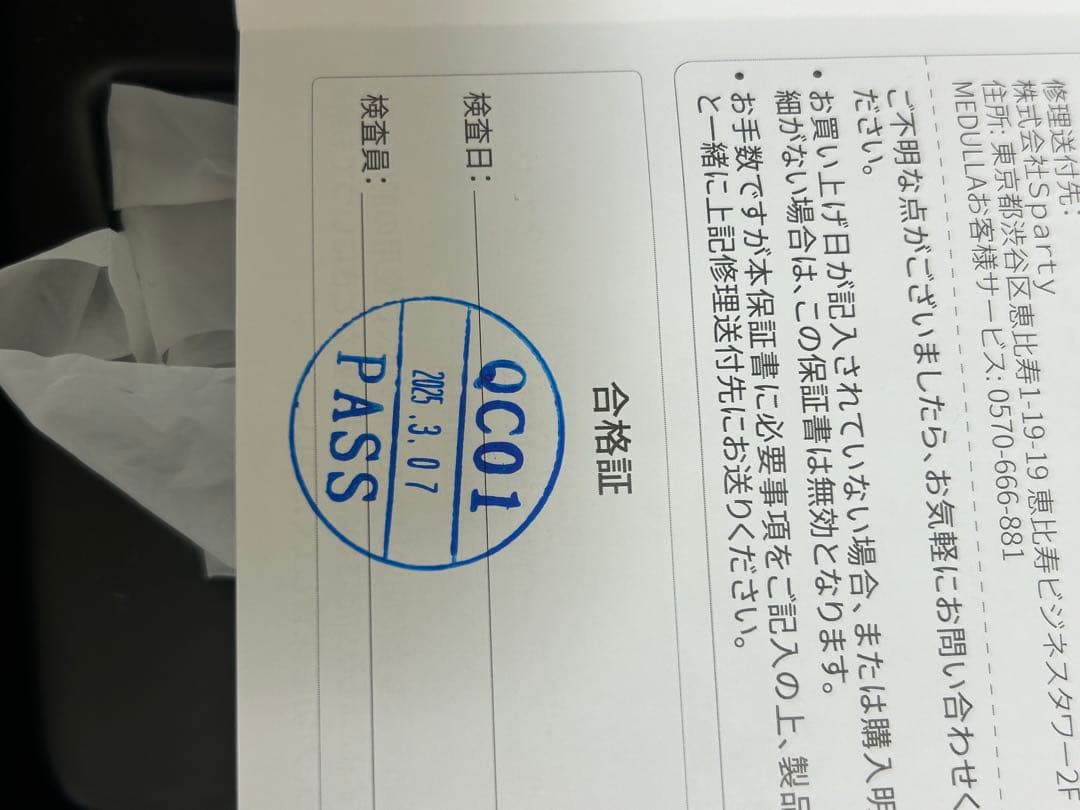 修理送付先：
株式会社Sparty
住所: 東京都渋谷区恵比寿1-19-19 恵比寿ビジネスタワー2F
MEDULLAお客様サービス: 0570-666-881
ご不明な点がございましたら、お気軽にお問い合わせく
ださい。
• お買い上げ日が記入されていない場合、または購入明
細がない場合は、この保証書は無効となります。
• お手数ですが本保証書に必要事項をご記入の上、製品
と一緒に上記修理送付先にお送りください。
合格証
検査日：
検査員：
QC01
2025.3.07
PASS